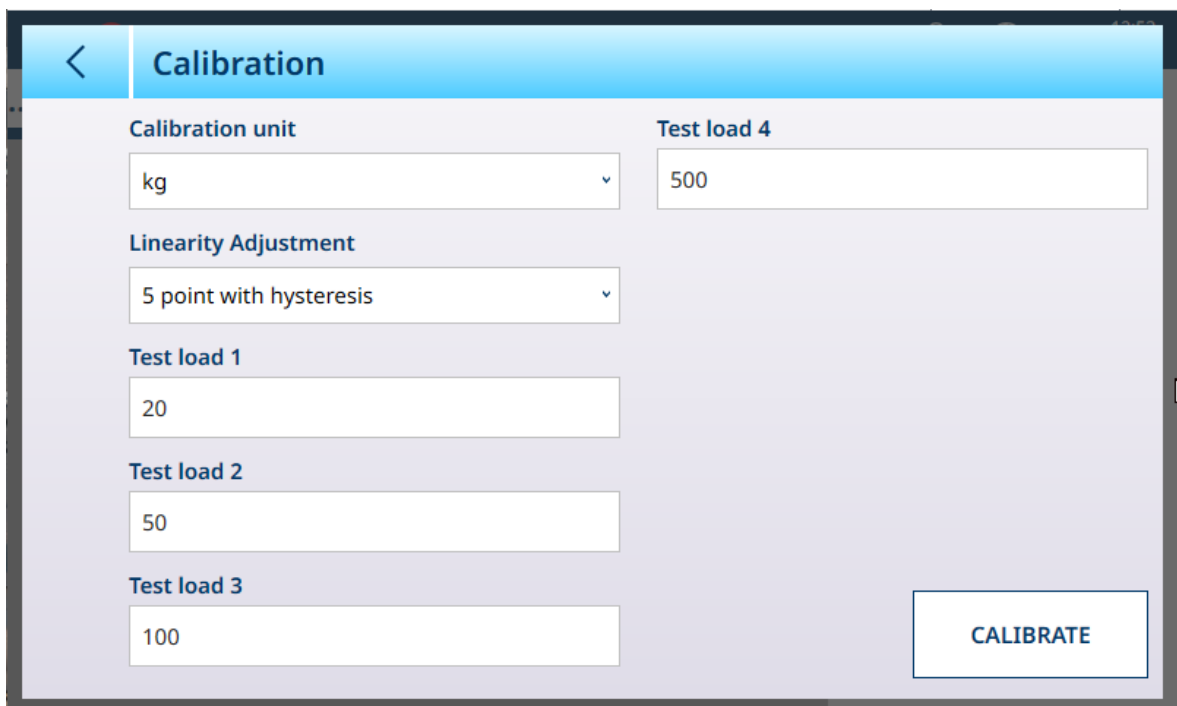 Calibration
Calibration unit
kg
Linearity Adjustment
5 point with hysteresis
Test load 1
20
Test load 2
50
Test load 3
100
Test load 4
500
CALIBRATE